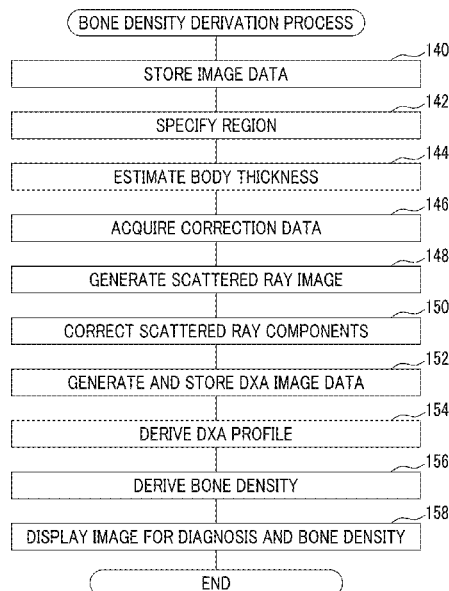 BONE DENSITY DERIVATION PROCESS
140
STORE IMAGE DATA
142
SPECIFY REGION
144
ESTIMATE BODY THICKNESS
146
ACQUIRE CORRECTION DATA
148
GENERATE SCATTERED RAY IMAGE
150
CORRECT SCATTERED RAY COMPONENTS
152
GENERATE AND STORE DXA IMAGE DATA
154
DERIVE DXA PROFILE
156
DERIVE BONE DENSITY
158
DISPLAY IMAGE FOR DIAGNOSIS AND BONE DENSITY
END